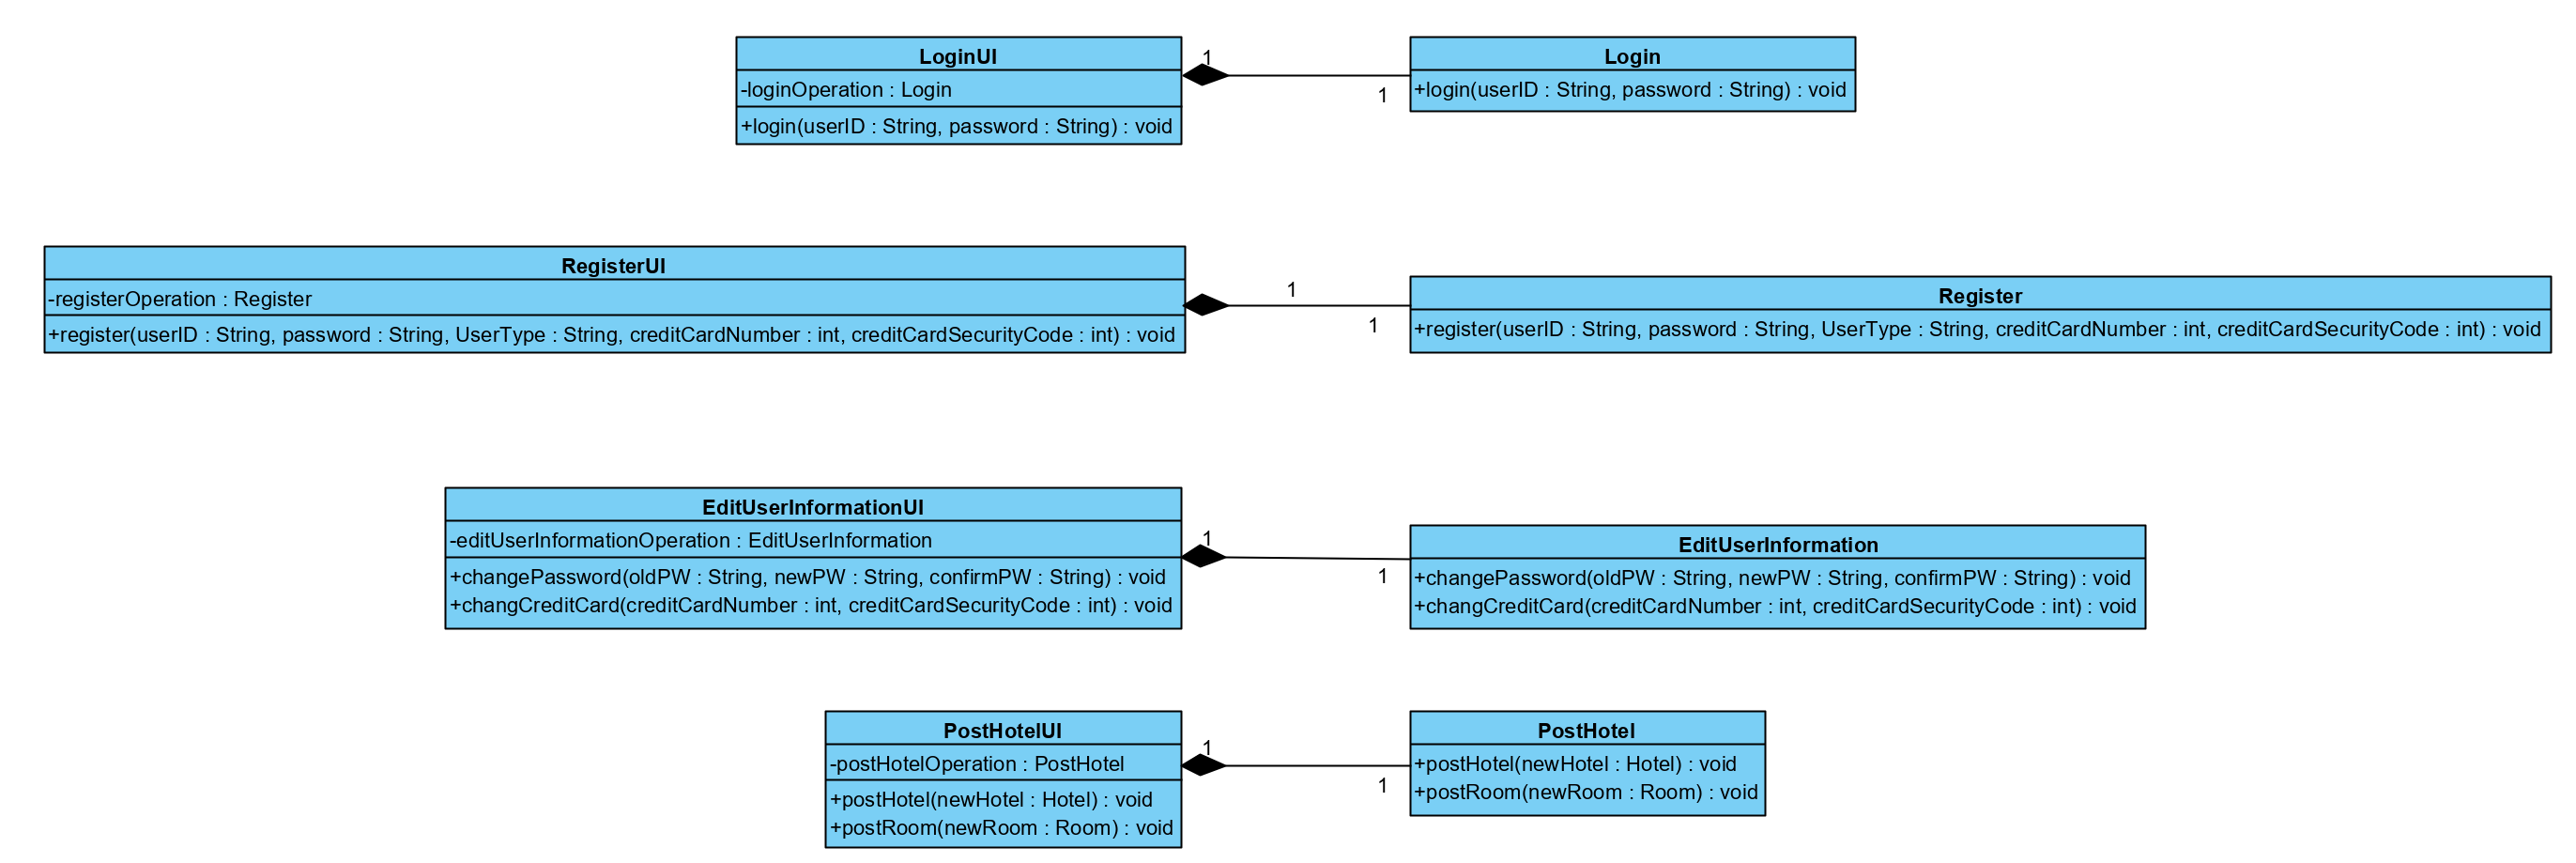 LoginUI
-loginOperation : Login
+login(userID : String, password : String) : void
1
1
Login
+login(userID : String, password : String) : void
RegisterUI
-registerOperation : Register
+register(userID : String, password : String, UserType : String, creditCardNumber : int, creditCardSecurityCode : int) : void
1
1
Register
+register(userID : String, password : String, UserType : String, creditCardNumber : int, creditCardSecurityCode : int) : void
EditUserInformationUI
-editUserInformationOperation : EditUserInformation
+changePassword(oldPW : String, newPW : String, confirmPW : String) : void
+changCreditCard(creditCardNumber : int, creditCardSecurityCode : int) : void
1
1
EditUserInformation
+changePassword(oldPW : String, newPW : String, confirmPW : String) : void
+changCreditCard(creditCardNumber : int, creditCardSecurityCode : int) : void
PostHotelUI
-postHotelOperation : PostHotel
+postHotel(newHotel : Hotel) : void
+postRoom(newRoom : Room) : void
1
1
PostHotel
+postHotel(newHotel : Hotel) : void
+postRoom(newRoom : Room) : void